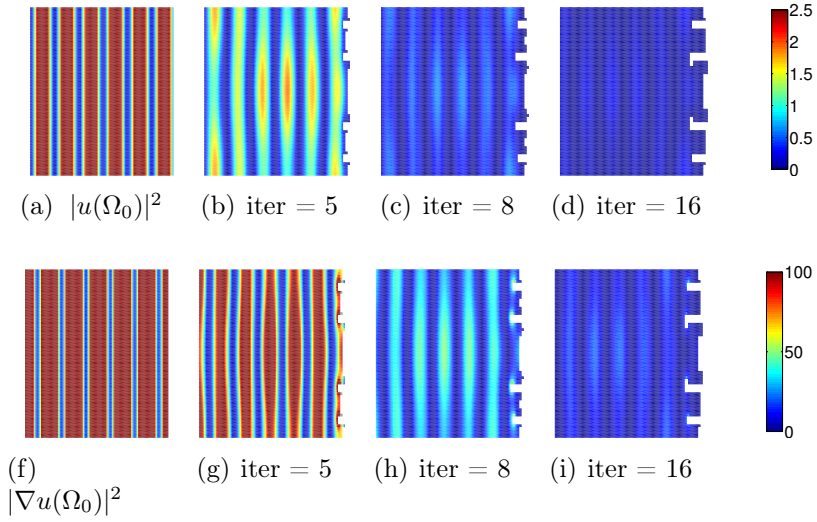 2.5
2
1.5
1
0.5
0
(a) |u(Ω₀)|²
(b) iter = 5
(c) iter = 8
(d) iter = 16
100
50
0
(f)
|∇u(Ω₀)|²
(g) iter = 5
(h) iter = 8
(i) iter = 16